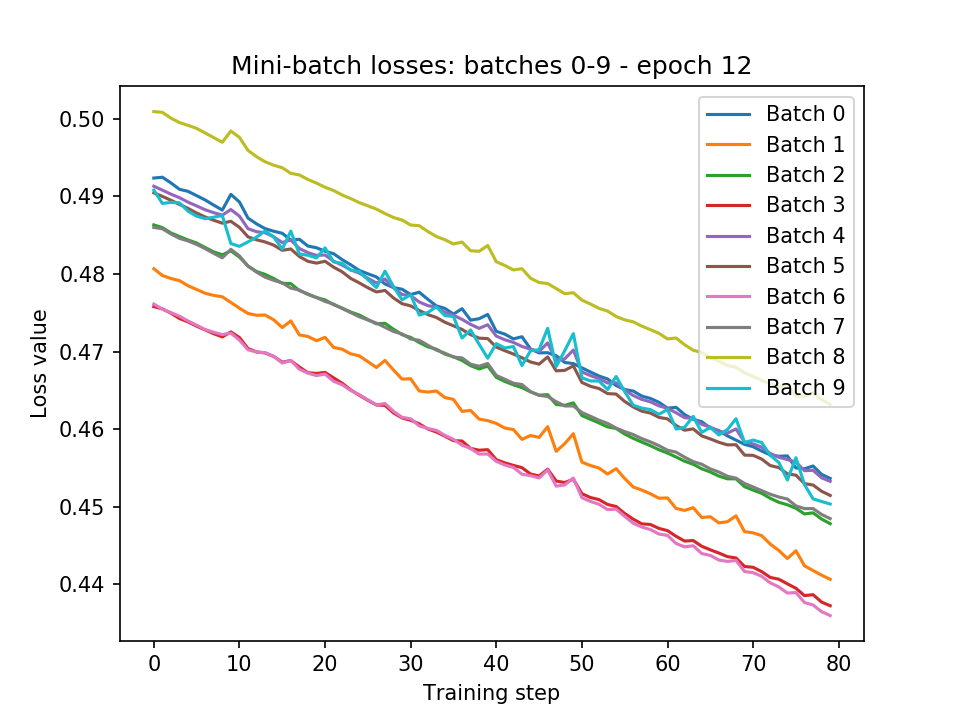 Mini-batch losses: batches 0-9 - epoch 12
Loss value
0.50
0.49
0.48
0.47
0.46
0.45
0.44
Batch 0
Batch 1
Batch 2
Batch 3
Batch 4
Batch 5
Batch 6
Batch 7
Batch 8
Batch 9
0 10 20 30 40 50 60 70 80
Training step